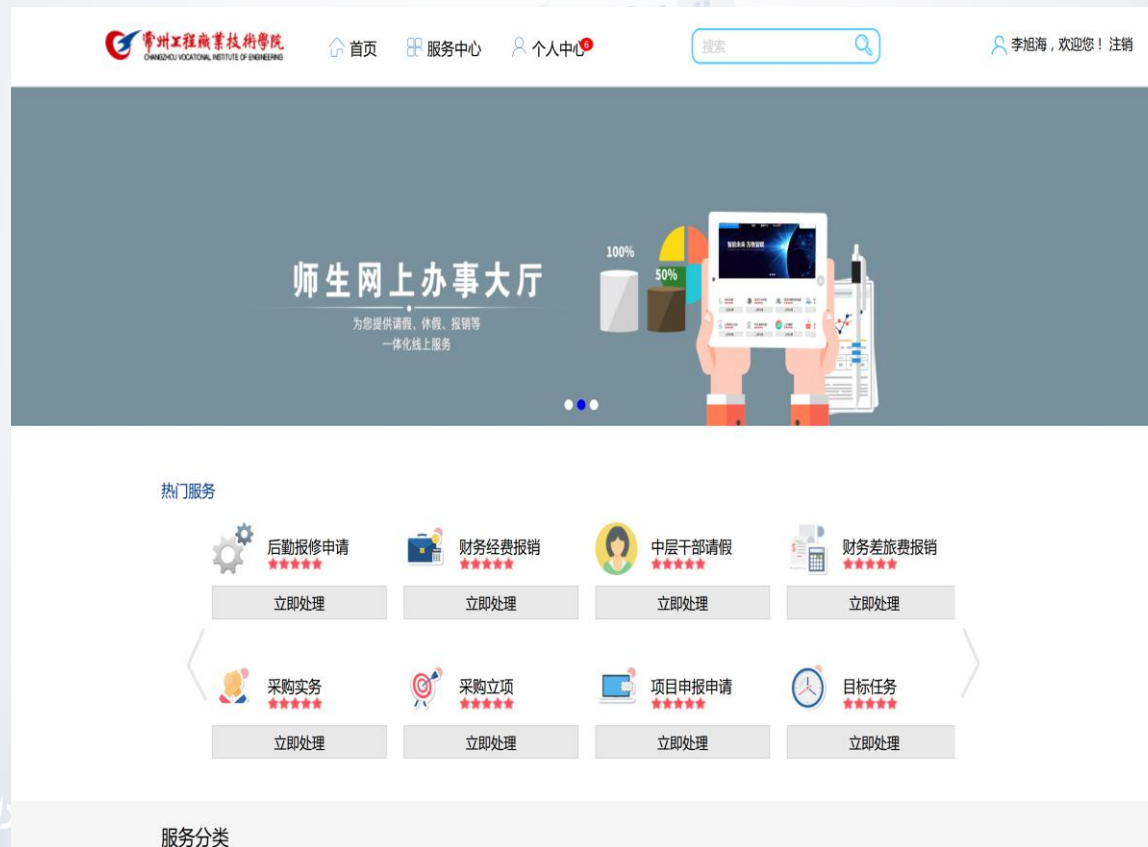 常州工程職業技術學院
CHANGZHOU VOCATIONAL INSTITUTE OF ENGINEERING
首页 服务中心 个人中心 6 搜索 李旭海，欢迎您！ 注销
师生网上办事大厅
为您提供请假、休假、报销等
一体化线上服务
100%
50%
热门服务
后勤报修申请 财务经费报销 中层干部请假 财务差旅费报销
立即处理 立即处理 立即处理 立即处理
采购实务 采购立项 项目申报申请 目标任务
立即处理 立即处理 立即处理 立即处理
服务分类